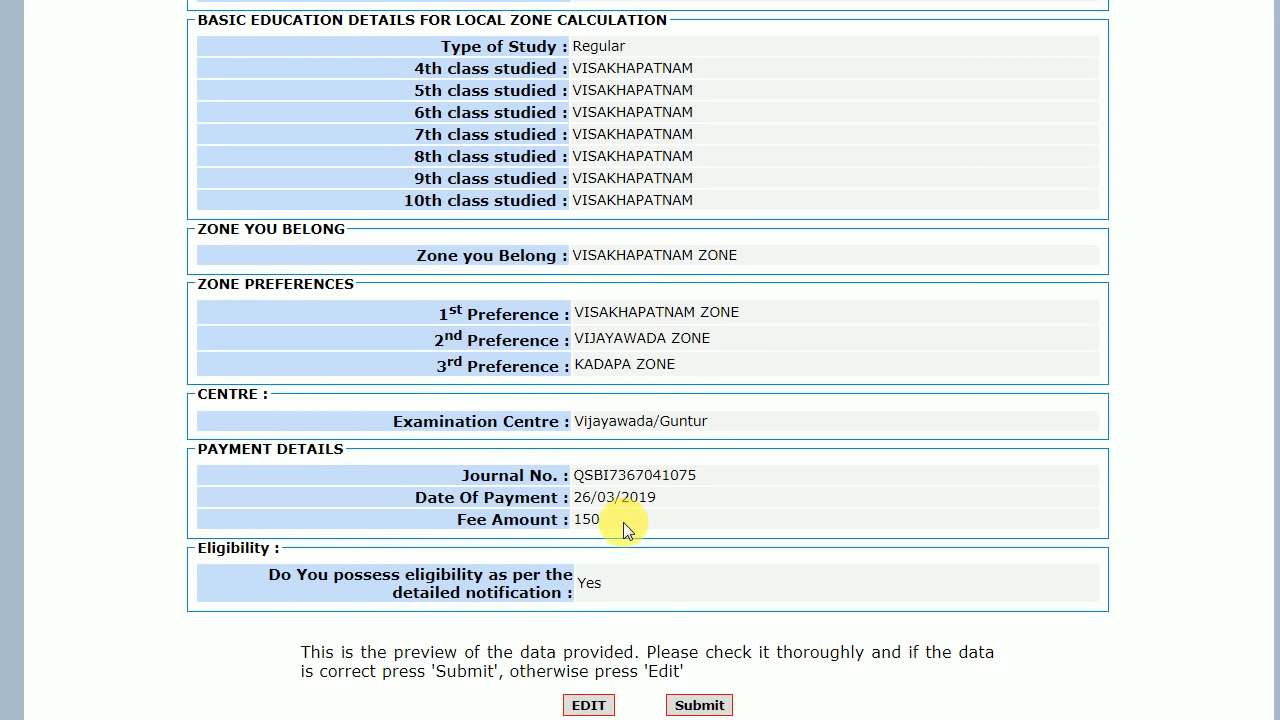 BASIC EDUCATION DETAILS FOR LOCAL ZONE CALCULATION
Type of Study : Regular
4th class studied : VISAKHAPATNAM
5th class studied : VISAKHAPATNAM
6th class studied : VISAKHAPATNAM
7th class studied : VISAKHAPATNAM
8th class studied : VISAKHAPATNAM
9th class studied : VISAKHAPATNAM
10th class studied : VISAKHAPATNAM
ZONE YOU BELONG
Zone you Belong : VISAKHAPATNAM ZONE
ZONE PREFERENCES
1st Preference : VISAKHAPATNAM ZONE
2nd Preference : VIJAYAWADA ZONE
3rd Preference : KADAPA ZONE
CENTRE :
Examination Centre : Vijayawada/Guntur
PAYMENT DETAILS
Journal No. : QSBI7367041075
Date Of Payment : 26/03/2019
Fee Amount : 150
Eligibility :
Do You possess eligibility as per the
detailed notification : Yes
This is the preview of the data provided. Please check it thoroughly and if the data
is correct press 'Submit', otherwise press 'Edit'
EDIT Submit